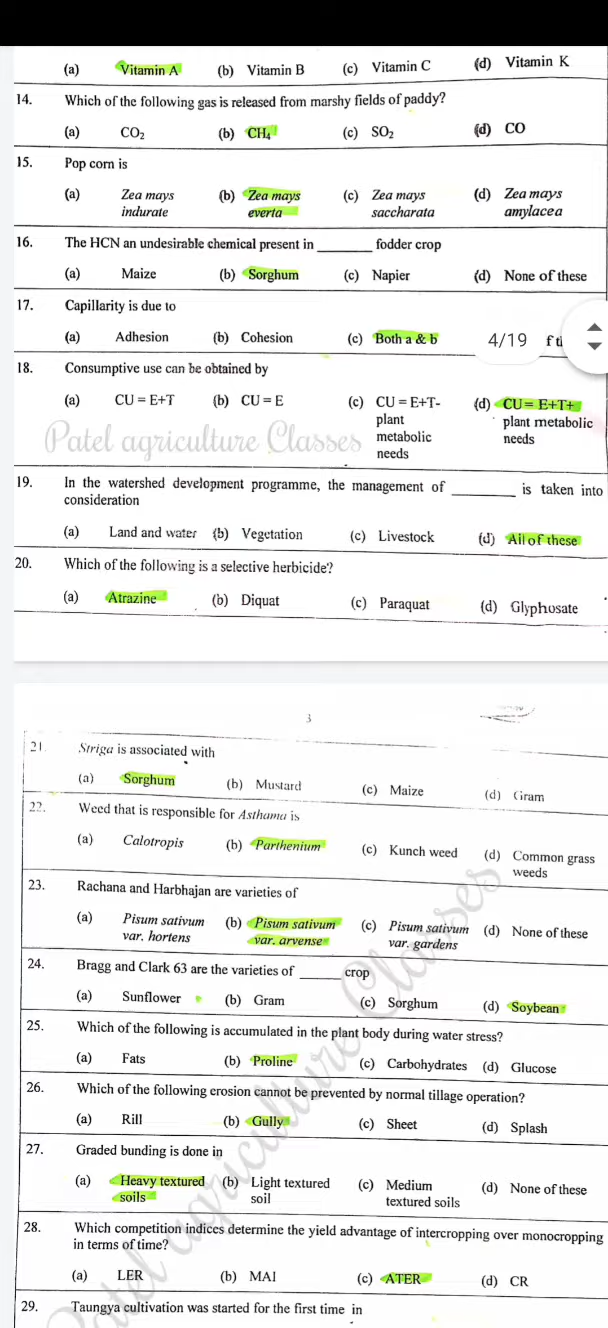 (a) Vitamin A (b) Vitamin B (c) Vitamin C (d) Vitamin K
14. Which of the following gas is released from marshy fields of paddy?
(a) CO₂ (b) CH₄ (c) SO₂ (d) CO
15. Pop corn is
(a) Zea mays (b) Zea mays (c) Zea mays (d) Zea mays
indurate everta saccharata amylacea
16. The HCN an undesirable chemical present in ________ fodder crop
(a) Maize (b) Sorghum (c) Napier (d) None of these
17. Capillarity is due to
(a) Adhesion (b) Cohesion (c) Both a & b 4/19
18. Consumptive use can be obtained by
(a) CU = E+T (b) CU = E (c) CU = E+T- (d) CU= E+T+
plant plant metabolic
Patel agriculture Classes metabolic needs
needs
19. In the watershed development programme, the management of ________ is taken into
consideration
(a) Land and water (b) Vegetation (c) Livestock (d) All of these
20. Which of the following is a selective herbicide?
(a) Atrazine (b) Diquat (c) Paraquat (d) Glyphosate
3
21. Striga is associated with
(a) Sorghum (b) Mustard (c) Maize (d) Gram
22. Weed that is responsible for Asthama is
(a) Calotropis (b) Parthenium (c) Kunch weed (d) Common grass
weeds
23. Rachana and Harbhajan are varieties of
(a) Pisum sativum (b) Pisum sativum (c) Pisum sativum (d) None of these
var. hortens var. arvense var. gardens
24. Bragg and Clark 63 are the varieties of ______ crop
(a) Sunflower (b) Gram (c) Sorghum (d) Soybean
25. Which of the following is accumulated in the plant body during water stress?
(a) Fats (b) Proline (c) Carbohydrates (d) Glucose
26. Which of the following erosion cannot be prevented by normal tillage operation?
(a) Rill (b) Gully (c) Sheet (d) Splash
27. Graded bunding is done in
(a) Heavy textured (b) Light textured (c) Medium (d) None of these
soils soil textured soils
28. Which competition indices determine the yield advantage of intercropping over monocropping
in terms of time?
(a) LER (b) MAI (c) ATER (d) CR
29. Taungya cultivation was started for the first time in
Patel agriculture Classes